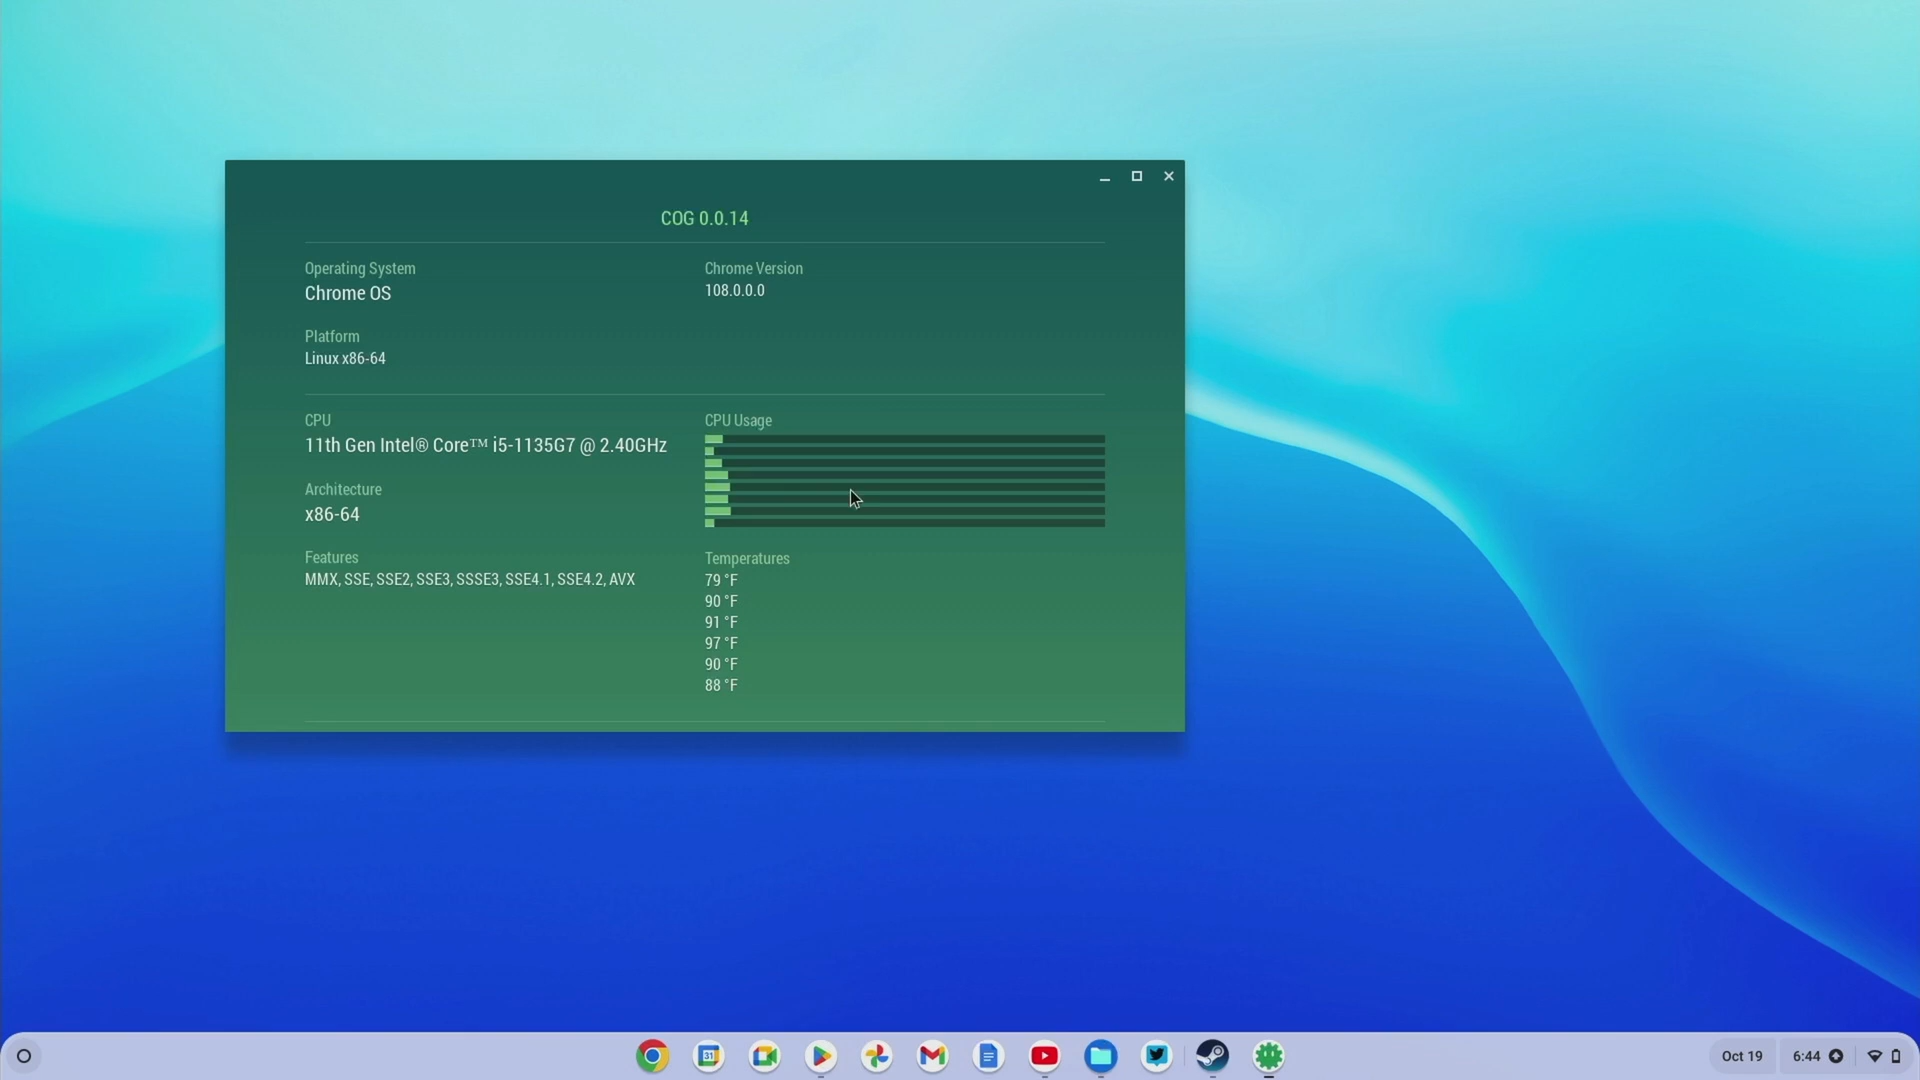 COG 0.0.14
Operating System
Chrome OS
Chrome Version
108.0.0.0
Platform
Linux x86-64
CPU
11th Gen Intel® Core™ i5-1135G7 @ 2.40GHz
CPU Usage
Architecture
x86-64
Features
MMX, SSE, SSE2, SSE3, SSSE3, SSE4.1, SSE4.2, AVX
Temperatures
79 °F
90 °F
91 °F
97 °F
90 °F
88 °F
31
Oct 19
6:44